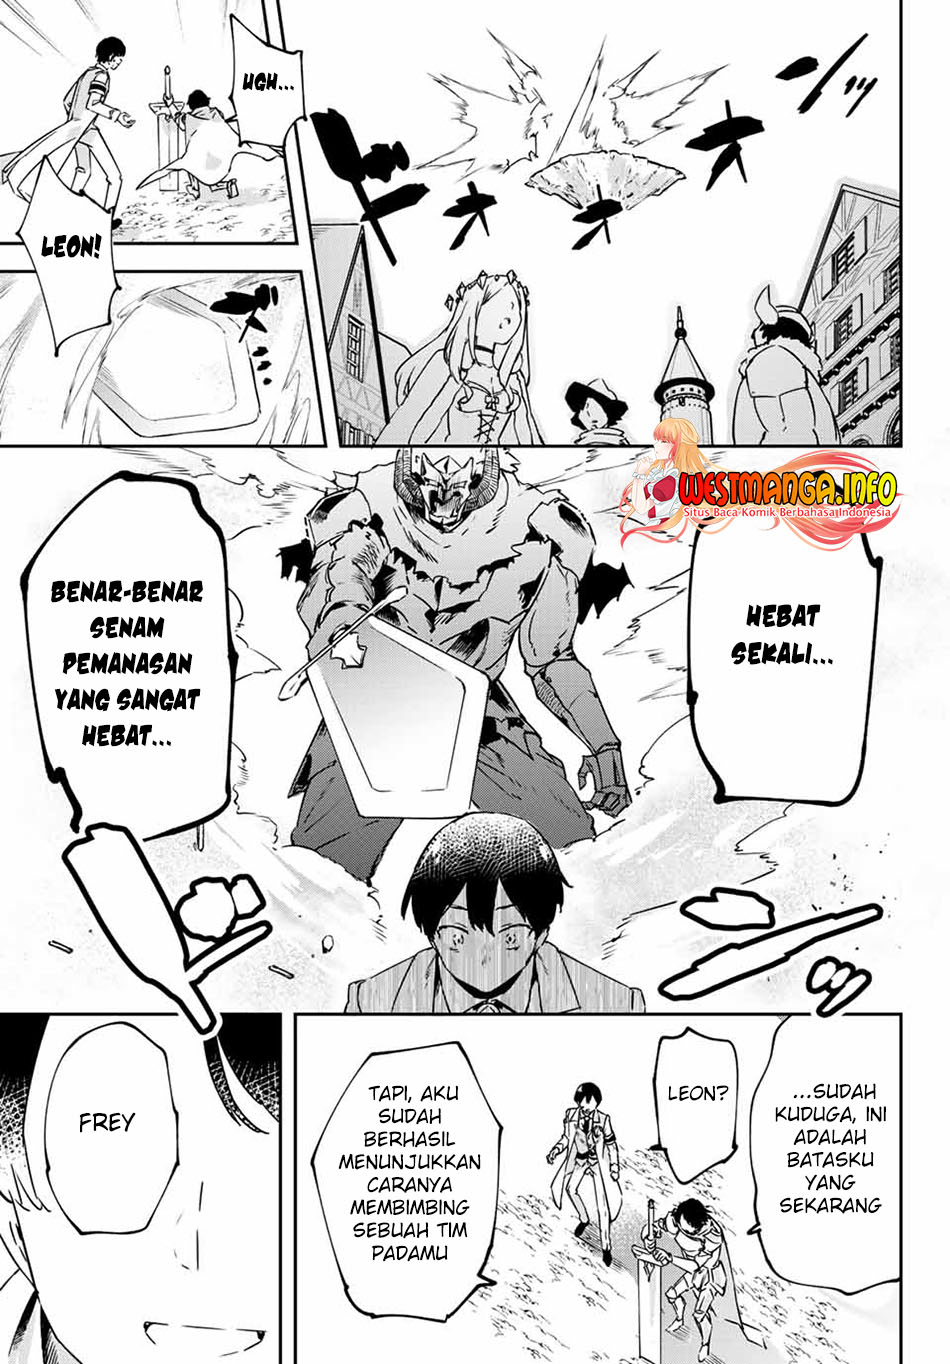 UGH...
LEON!
WESTMANGA.INFO
Situs Baca Komik Berbahasa Indonesia
HEBAT
SEKALI...
BENAR-BENAR
SENAM
PEMANASAN
YANG SANGAT
HEBAT...
...SUDAH
KUDUGA, INI
ADALAH
BATASKU
YANG
SEKARANG
LEON?
TAPI, AKU
SUDAH
BERHASIL
MENUNJUKKAN
CARANYA
MEMBIMBING
SEBUAH TIM
PADAMU
FREY